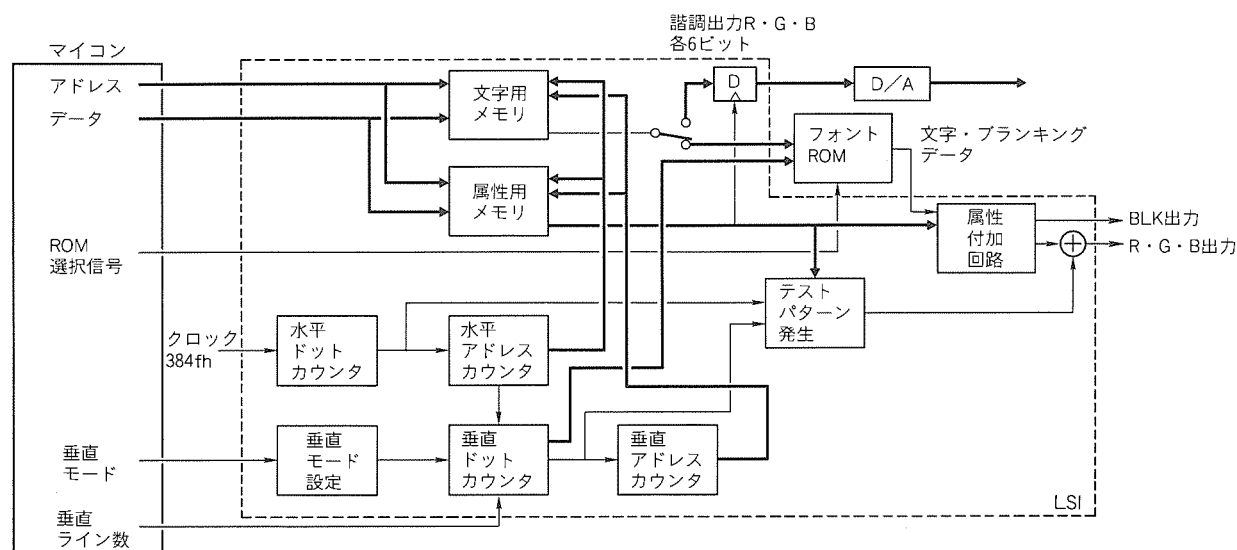 諧調出力R・G・B
各6ビット
マイコン
アドレス
データ
文字用
メモリ
D
D/A
フォント
ROM
文字・ブランキング
データ
属性用
メモリ
属性
付加
回路
BLK出力
R・G・B出力
ROM
選択信号
テスト
パターン
発生
クロック
384fh
水平
ドット
カウンタ
水平
アドレス
カウンタ
垂直
モード
垂直
モード
設定
垂直
ドット
カウンタ
垂直
アドレス
カウンタ
垂直
ライン数
LSI